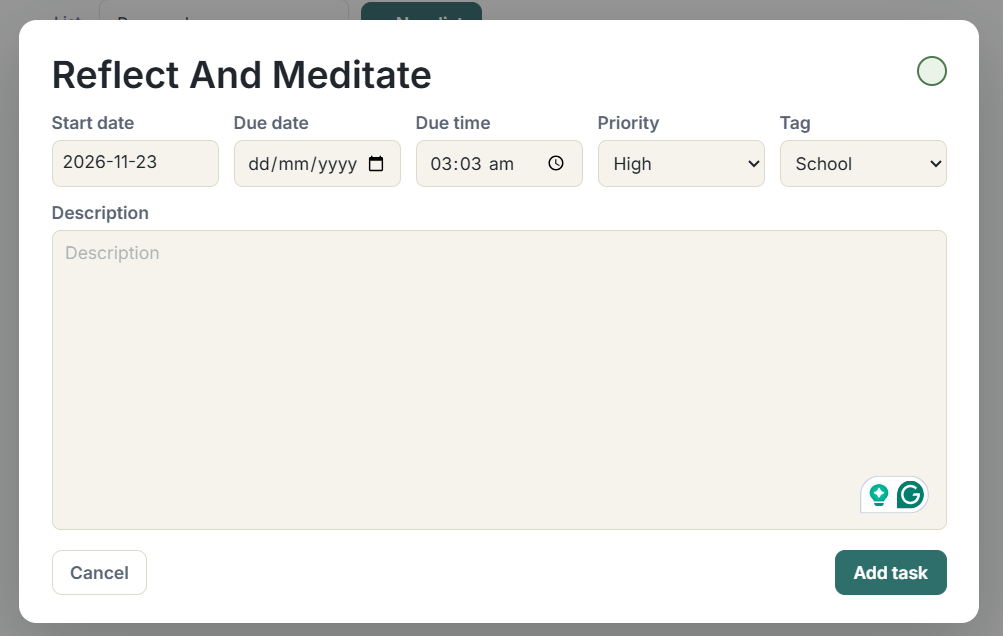 Reflect And Meditate
Start date Due date Due time Priority Tag
2026-11-23 dd/mm/yyyy 03:03 am High School
Description
Description
Cancel Add task